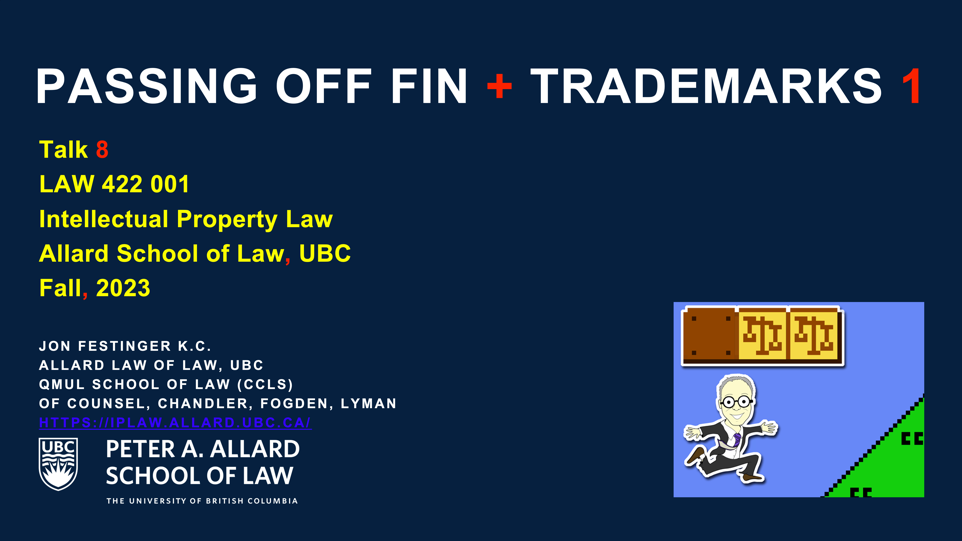 PASSING OFF FIN + TRADEMARKS 1
Talk 8
LAW 422 001
Intellectual Property Law
Allard School of Law, UBC
Fall, 2023
JON FESTINGER K.C.
ALLARD LAW OF LAW, UBC
QMUL SCHOOL OF LAW (CCLS)
OF COUNSEL, CHANDLER, FOGDEN, LYMAN
HTTPS://IPLAW.ALLARD.UBC.CA/
UBC
PETER A. ALLARD
SCHOOL OF LAW
THE UNIVERSITY OF BRITISH COLUMBIA